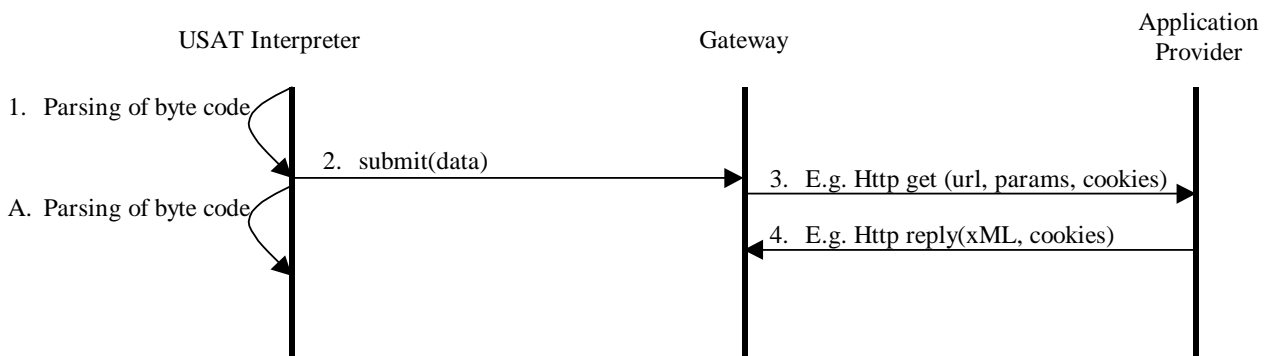 USAT Interpreter
Gateway
Application
Provider
1. Parsing of byte code
2. submit(data)
3. E.g. Http get (url, params, cookies)
A. Parsing of byte code
4. E.g. Http reply(xML, cookies)